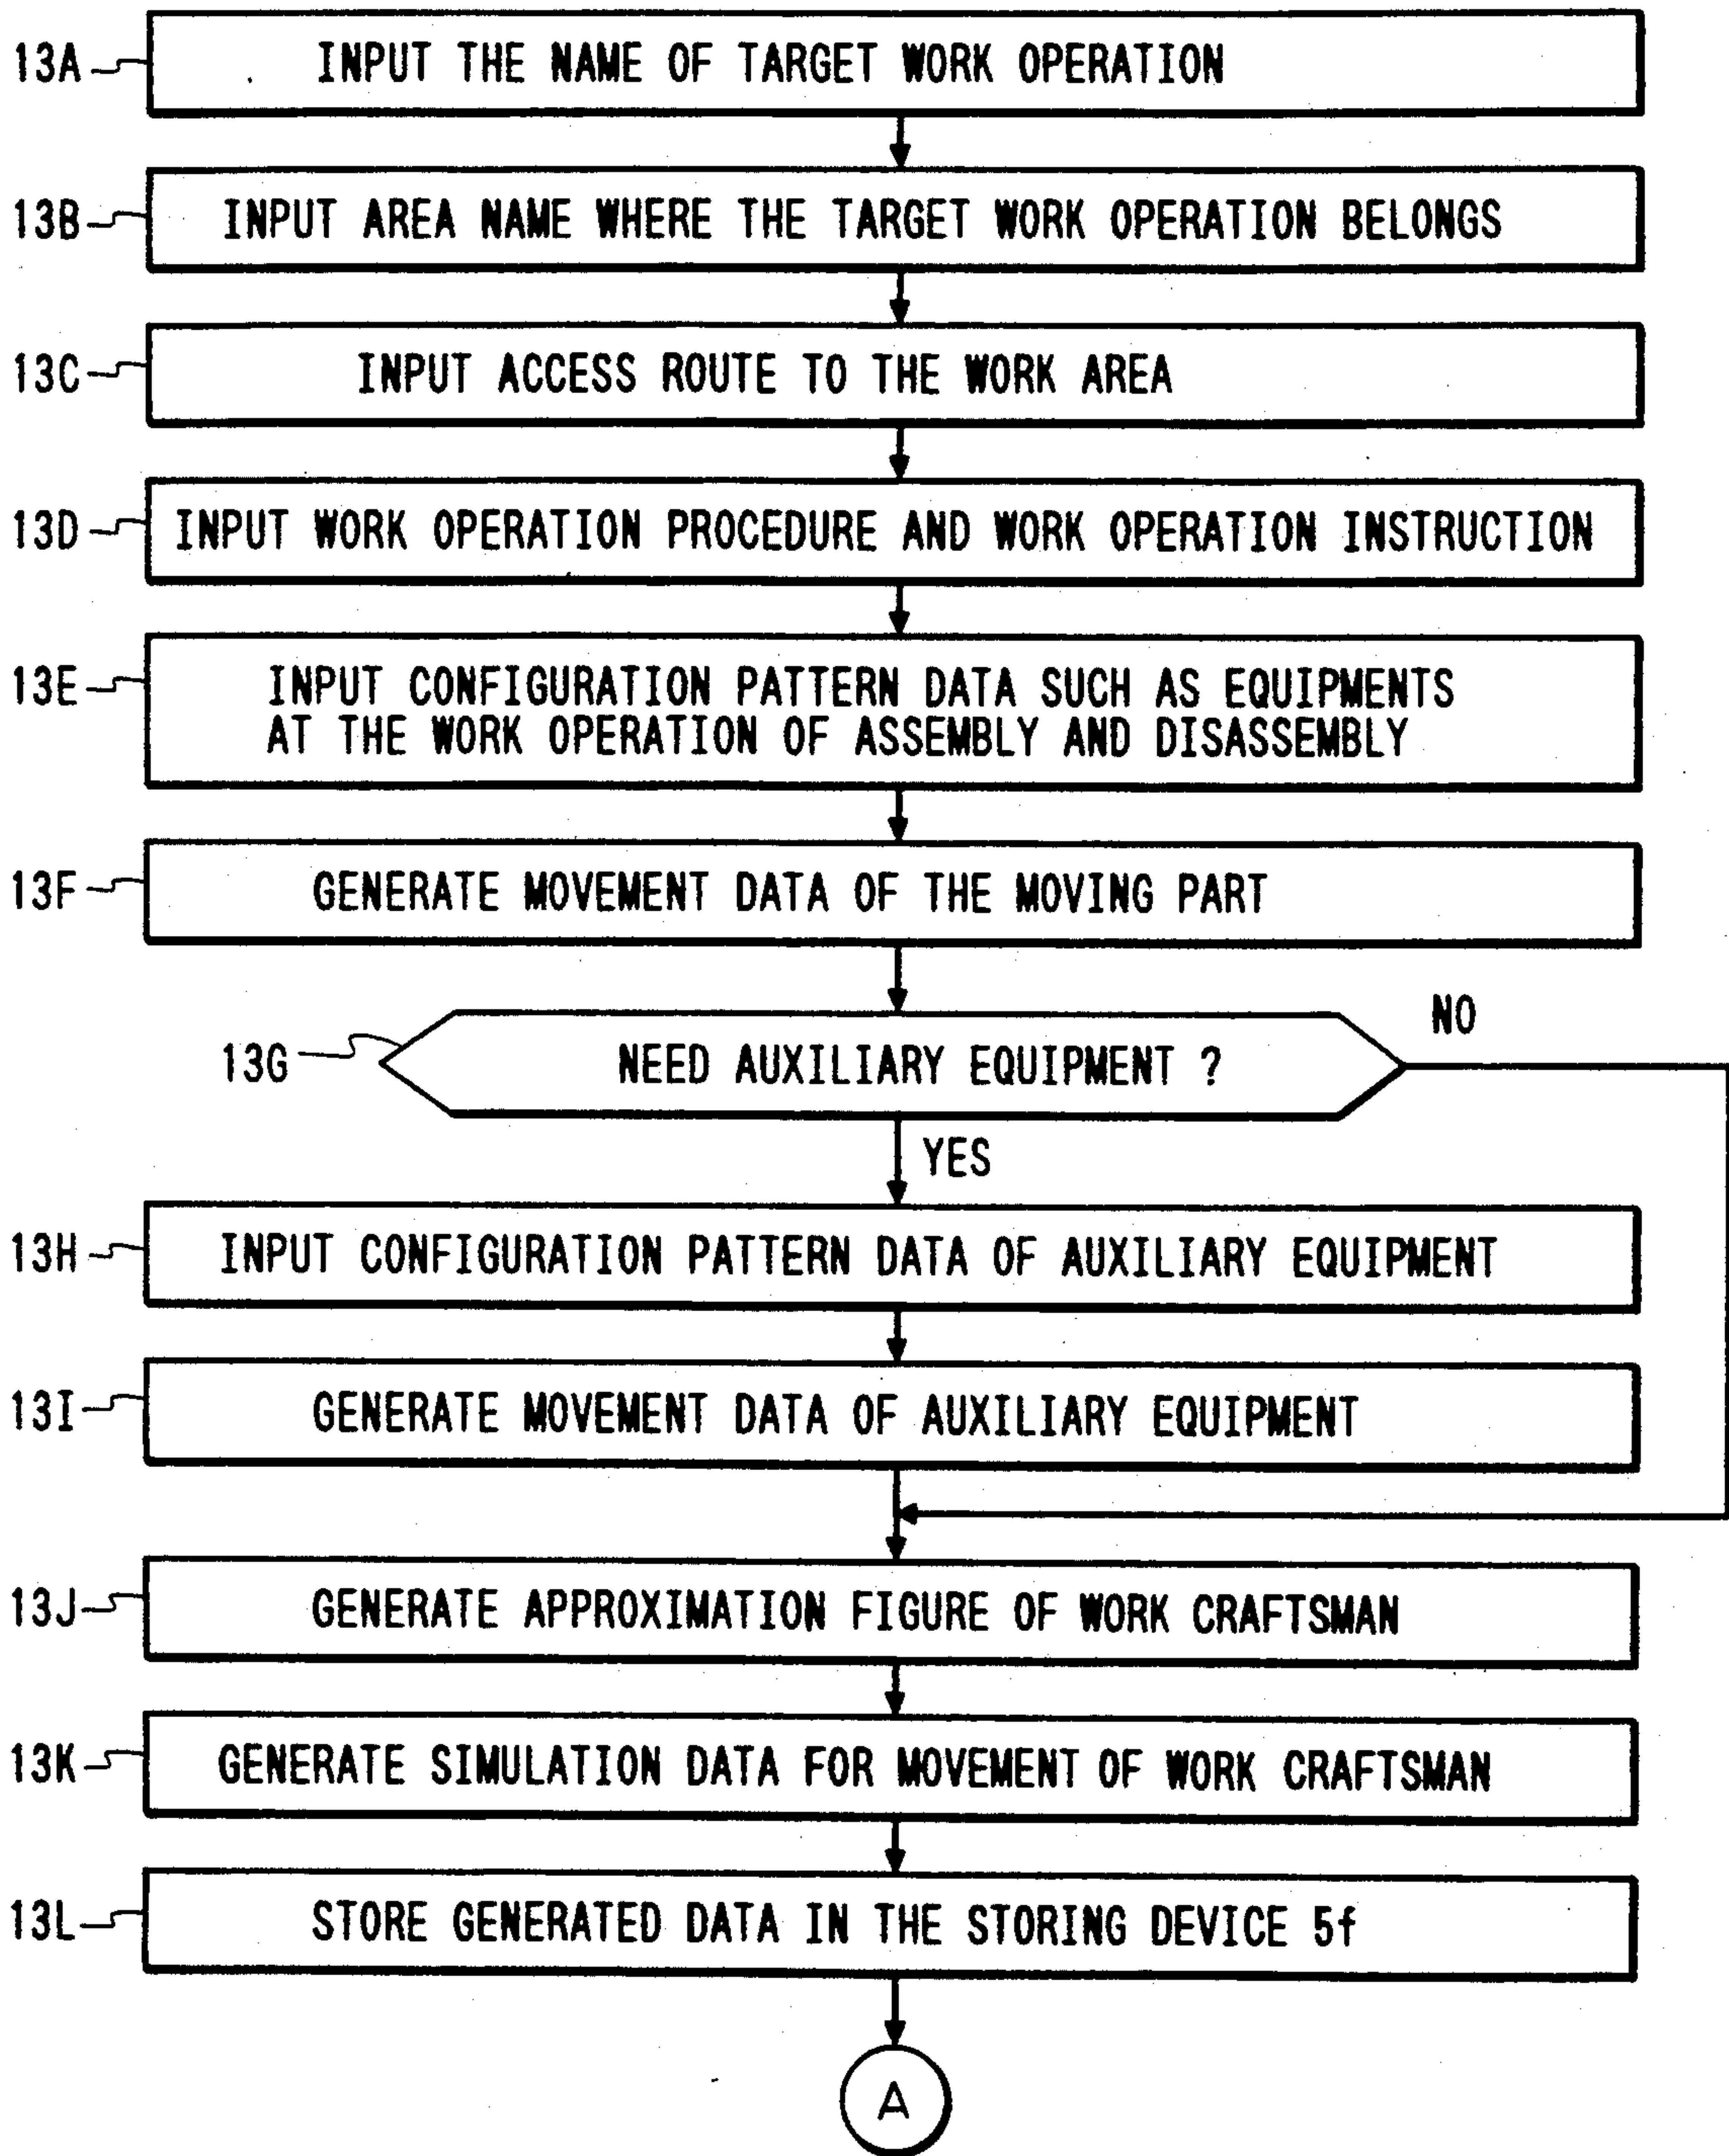 13A INPUT THE NAME OF TARGET WORK OPERATION
13B INPUT AREA NAME WHERE THE TARGET WORK OPERATION BELONGS
13C INPUT ACCESS ROUTE TO THE WORK AREA
13D INPUT WORK OPERATION PROCEDURE AND WORK OPERATION INSTRUCTION
13E INPUT CONFIGURATION PATTERN DATA SUCH AS EQUIPMENTS
AT THE WORK OPERATION OF ASSEMBLY AND DISASSEMBLY
13F GENERATE MOVEMENT DATA OF THE MOVING PART
NO
13G NEED AUXILIARY EQUIPMENT ?
YES
13H INPUT CONFIGURATION PATTERN DATA OF AUXILIARY EQUIPMENT
13I GENERATE MOVEMENT DATA OF AUXILIARY EQUIPMENT
13J GENERATE APPROXIMATION FIGURE OF WORK CRAFTSMAN
13K GENERATE SIMULATION DATA FOR MOVEMENT OF WORK CRAFTSMAN
13L STORE GENERATED DATA IN THE STORING DEVICE 5f
A